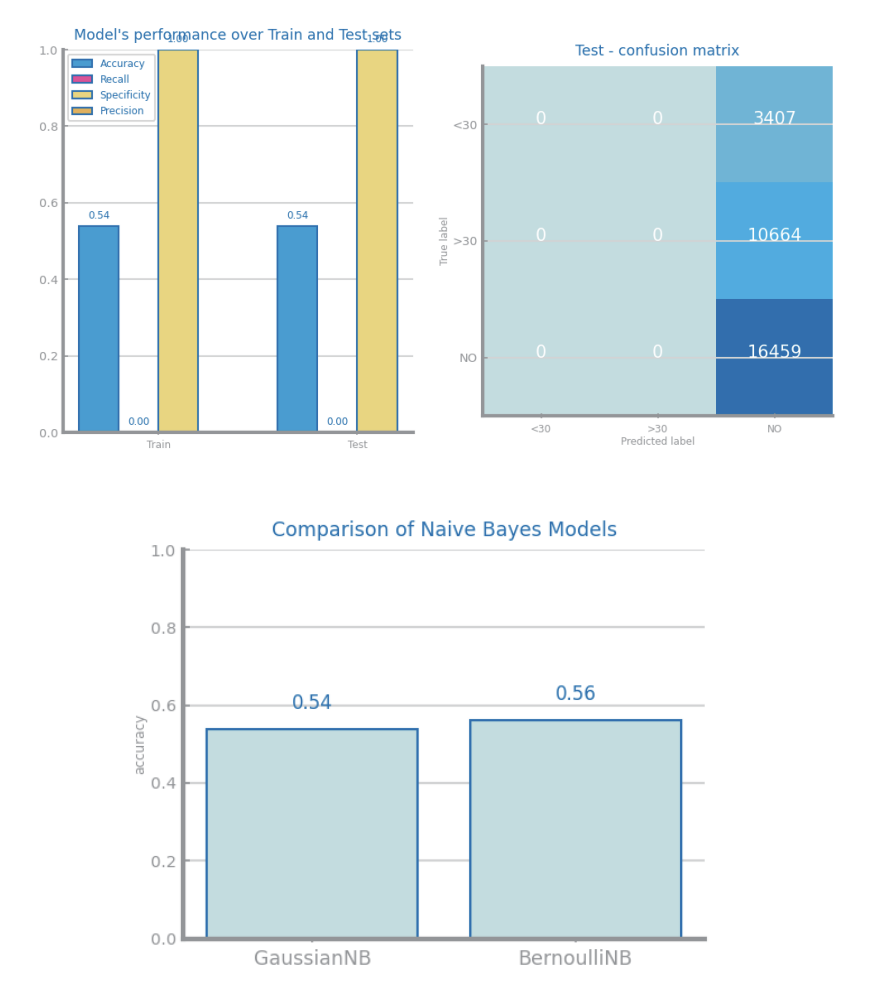 Model's performance over Train and Test sets
1.00
1.00
1.0
0.8
0.6
0.4
0.2
0.0
Accuracy
Recall
Specificity
Precision
0.54
0.00
0.54
0.00
Train
Test
Test - confusion matrix
True label
<30
0
0
3407
>30
0
0
10664
NO
0
0
16459
<30
>30
NO
Predicted label
Comparison of Naive Bayes Models
accuracy
1.0
0.8
0.6
0.4
0.2
0.0
0.54
0.56
GaussianNB
BernoulliNB